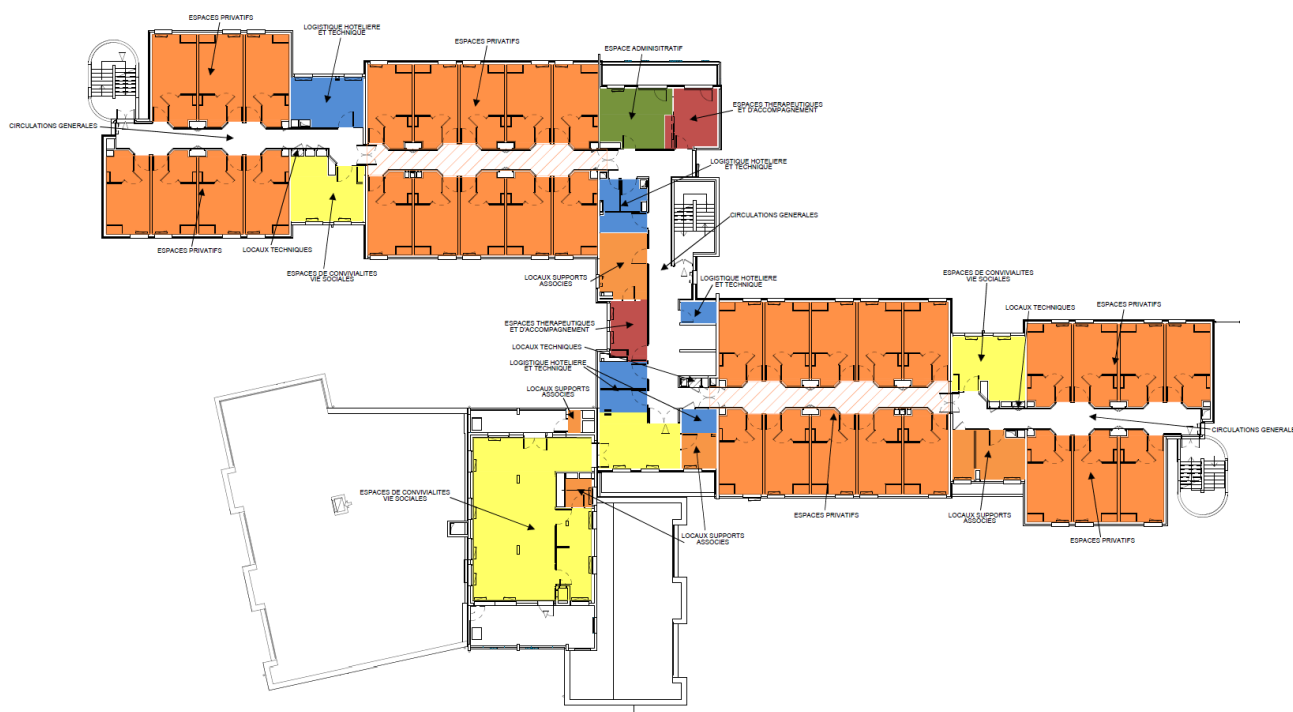 ESPACES PRIVATIFS
LOGISTIQUE HOTELIERE
ET TECHNIQUE
ESPACES PRIVATIFS
ESPACE ADMINISITRATIF
ESPACES THERAPEUTIQUES
ET D'ACCOMPAGNEMENT
CIRCULATIONS GENERALES
LOGISTIQUE HOTELIERE
ET TECHNIQUE
CIRCULATIONS GENERALES
ESPACES PRIVATIFS
LOCAUX TECHNIQUES
ESPACES DE CONVIVIALITES
VIE SOCIALES
LOCAUX SUPPORTS
ASSOCIES
LOGISTIQUE HOTELIERE
ET TECHNIQUE
ESPACES DE CONVIVIALITES
VIE SOCIALES
LOCAUX TECHNIQUES
ESPACES PRIVATIFS
ESPACES THERAPEUTIQUES
ET D'ACCOMPAGNEMENT
LOCAUX TECHNIQUES
LOGISTIQUE HOTELIERE
ET TECHNIQUE
LOCAUX SUPPORTS
ASSOCIES
CIRCULATIONS GENERALES
ESPACES DE CONVIVIALITES
VIE SOCIALES
ESPACES PRIVATIFS
LOCAUX SUPPORTS
ASSOCIES
LOCAUX SUPPORTS
ASSOCIES
ESPACES PRIVATIFS